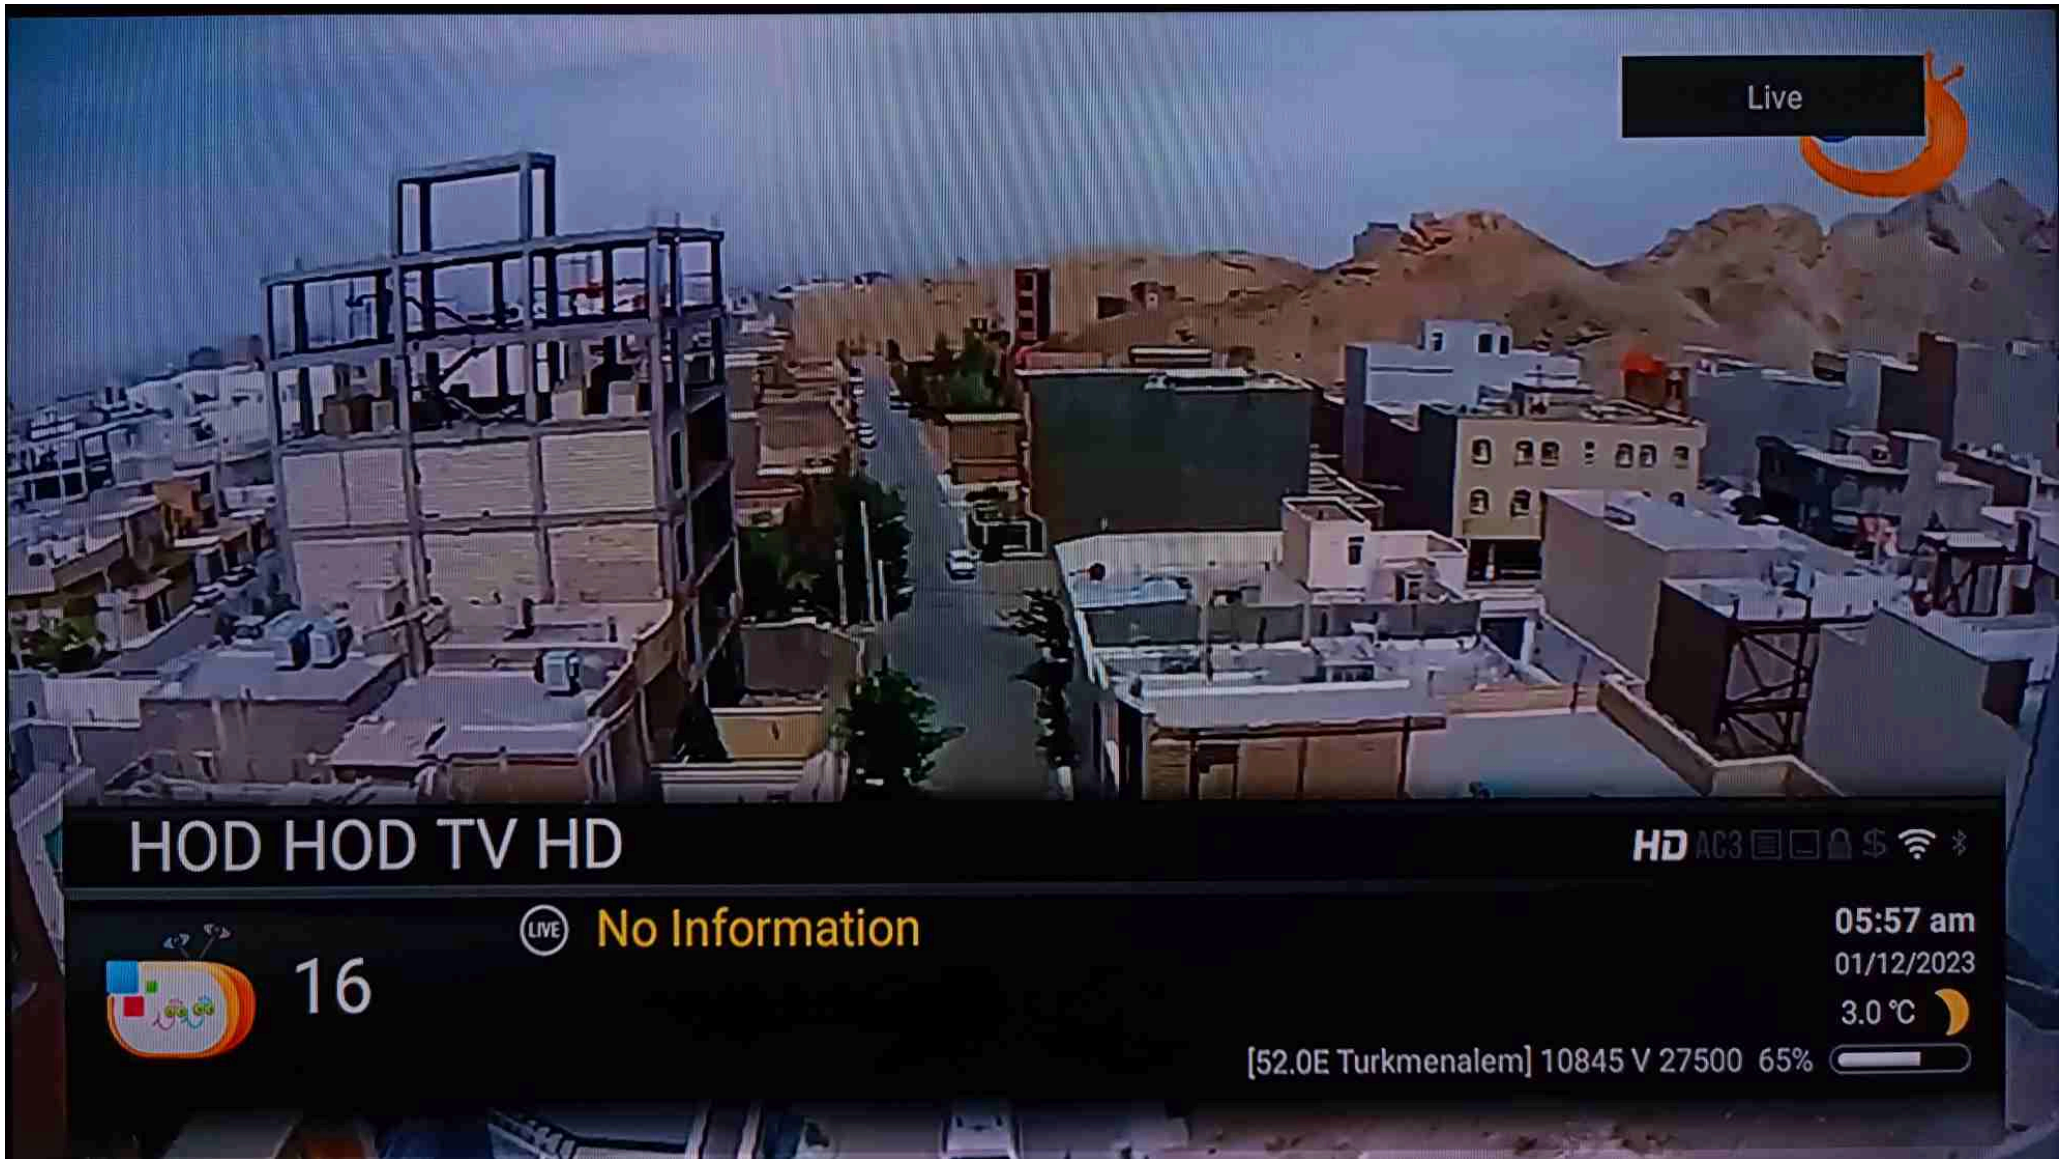 Live
HOD HOD TV HD
HD AC3 $
LIVE No Information
16
05:57 am
01/12/2023
3.0 °C
[52.0E Turkmenalem] 10845 V 27500 65%